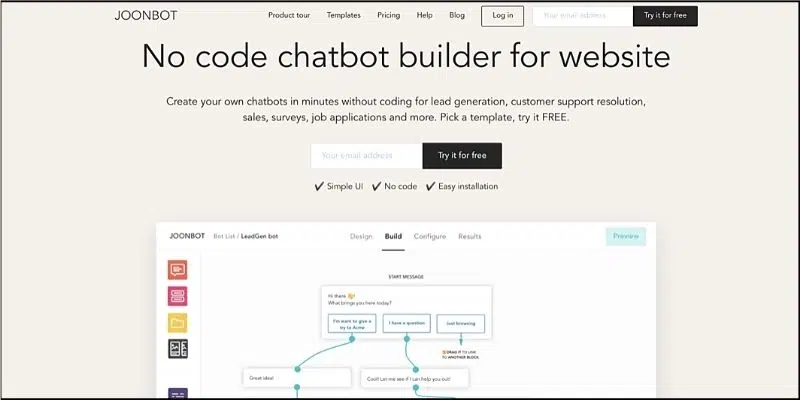 JOONBOT
Product tour Templates Pricing Help Blog Log in Your email address Try it for free
No code chatbot builder for website
Create your own chatbots in minutes without coding for lead generation, customer support resolution,
sales, surveys, job applications and more. Pick a template, try it FREE.
Your email address Try it for free
✔ Simple UI ✔ No code ✔ Easy installation
JOONBOT Bot List / LeadGen bot Design Build Configure Results Preview
START MESSAGE
Hi there 👋
What brings you here today?
I'm want to give a
try to Acme
I have a question
Just browsing
DRAG IT TO LINK
TO ANOTHER BLOCK
Great idea!
Cool! Let me see if I can help you out!